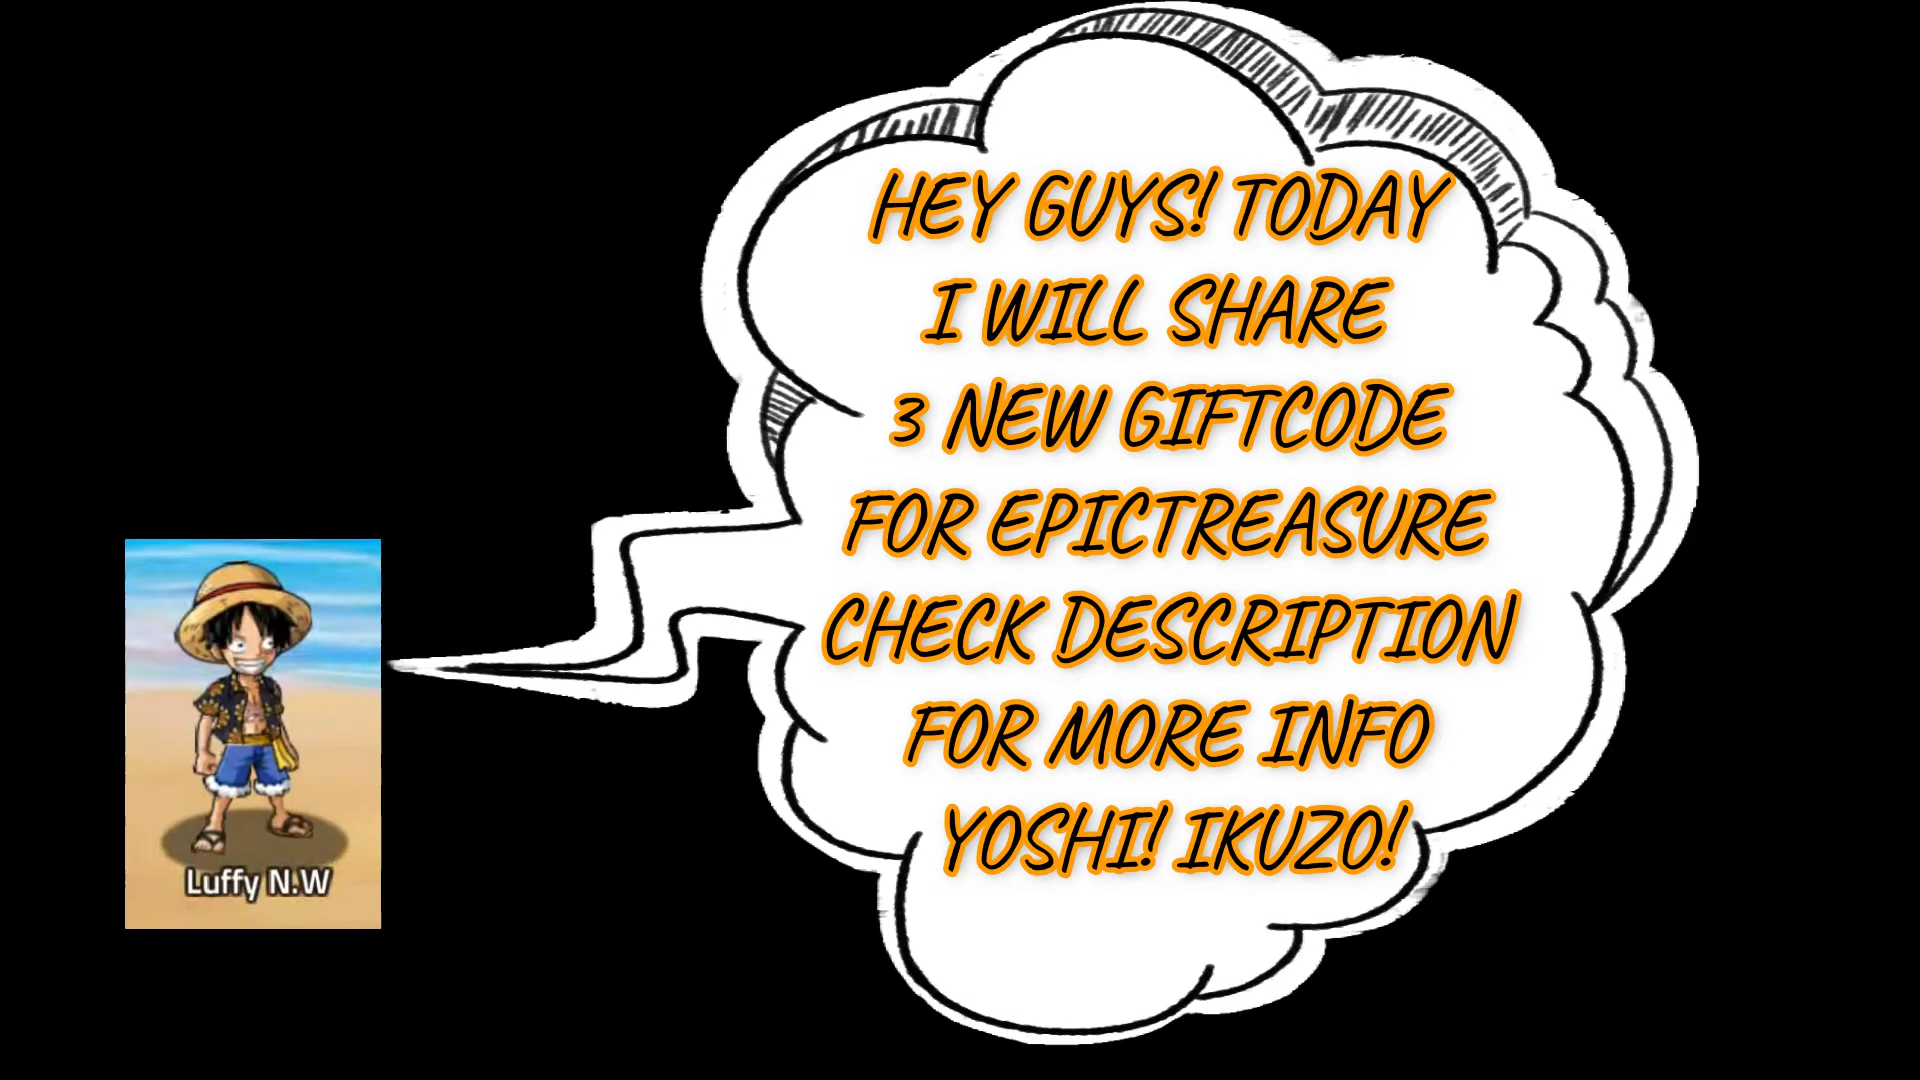 HEY GUYS! TODAY
I WILL SHARE
3 NEW GIFTCODE
FOR EPICTREASURE
CHECK DESCRIPTION
FOR MORE INFO
YOSHI! IKUZO!
Luffy N.W